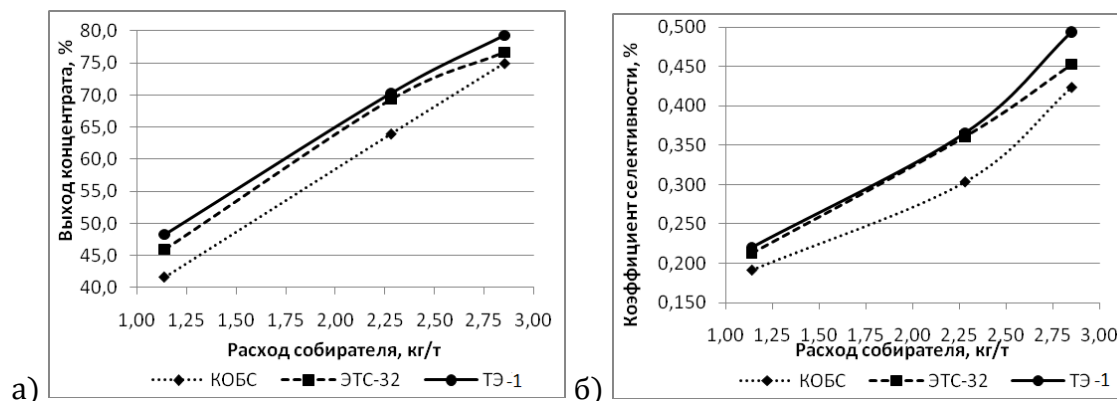 Выход концентрата, %
80,0
75,0
70,0
65,0
60,0
55,0
50,0
45,0
40,0
1,00 1,25 1,50 1,75 2,00 2,25 2,50 2,75 3,00
Расход собирателя, кг/т
КОБС ЭТС-32 ТЭ-1
а)
Коэффициент селективности, %
0,500
0,450
0,400
0,350
0,300
0,250
0,200
0,150
1,00 1,25 1,50 1,75 2,00 2,25 2,50 2,75 3,00
Расход собирателя, кг/т
КОБС ЭТС-32 ТЭ-1
б)